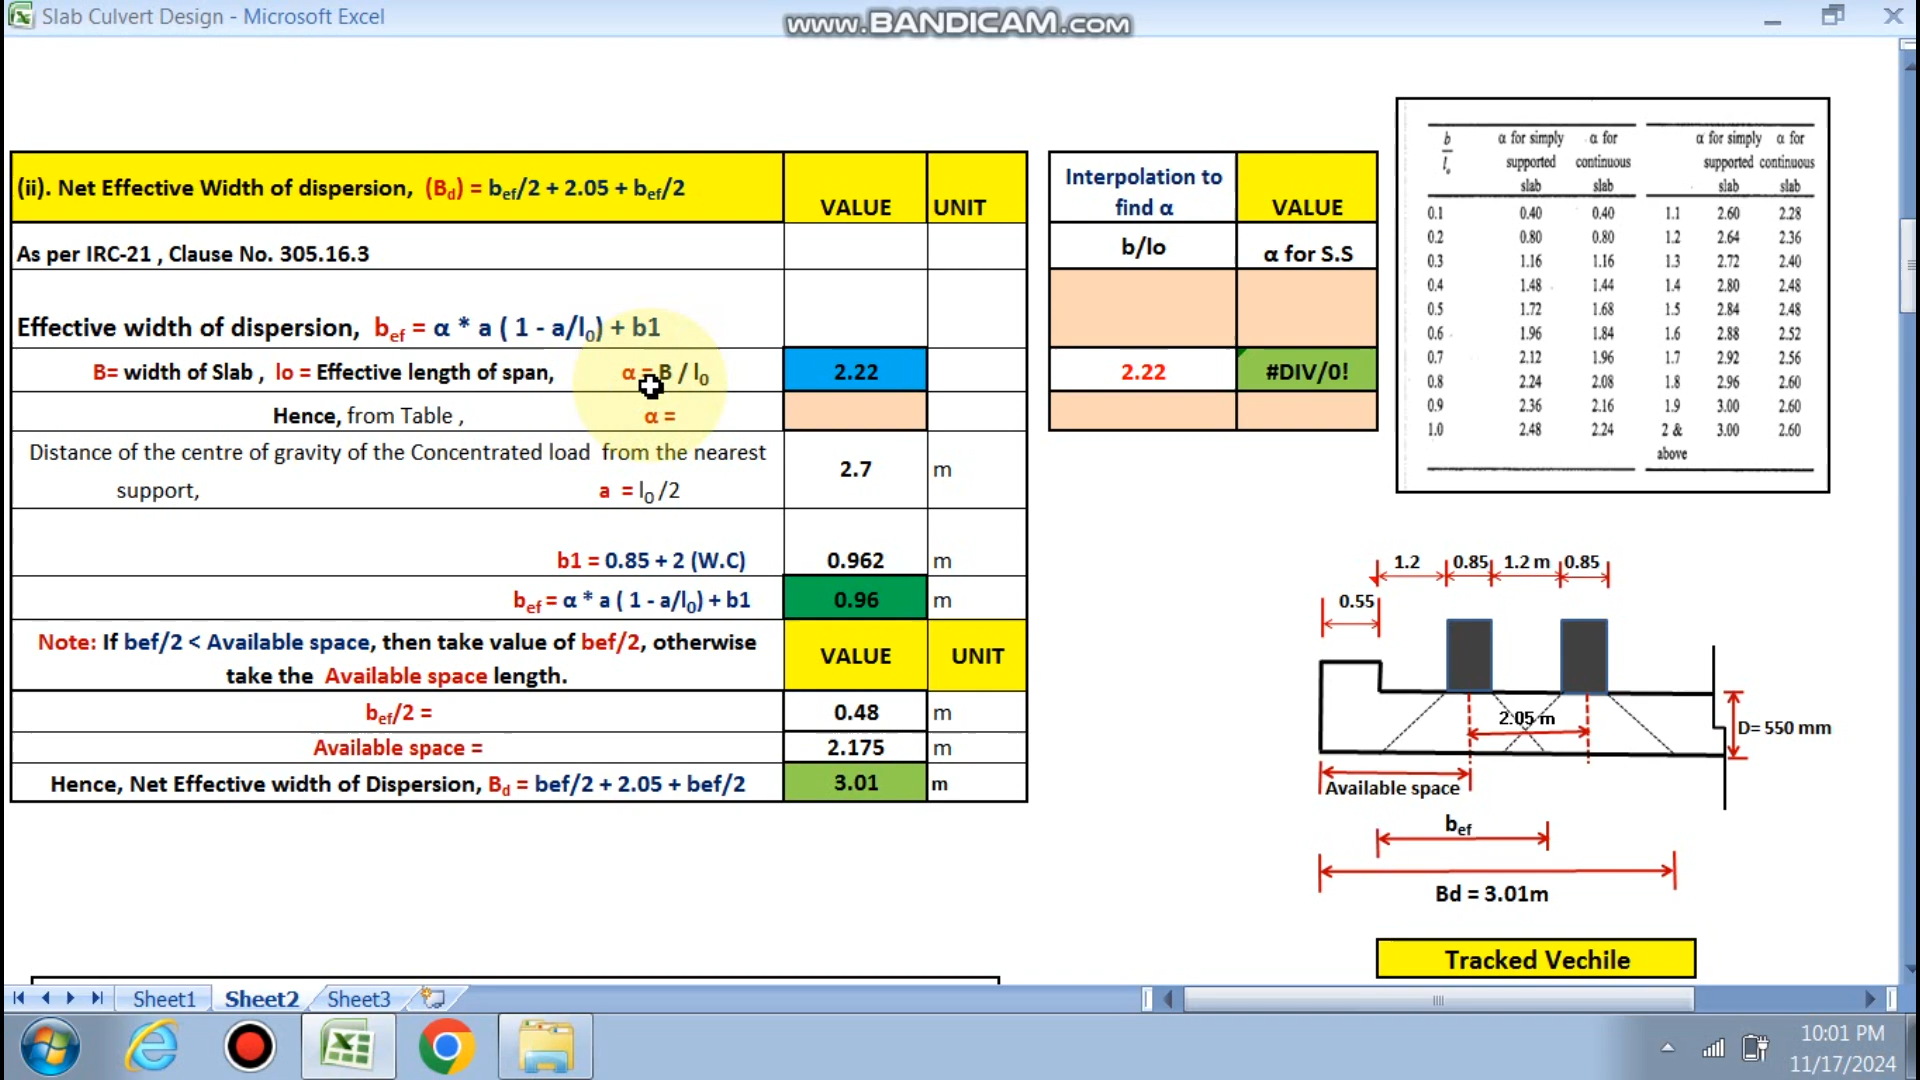 Slab Culvert Design - Microsoft Excel
www.BANDICAM.com
(ii). Net Effective Width of dispersion, (Bd) = bef/2 + 2.05 + bef/2
VALUE
UNIT
As per IRC-21 , Clause No. 305.16.3
Effective width of dispersion, bef = α * a ( 1 - a/l0) + b1
B= width of Slab , lo = Effective length of span, α = B / l0
2.22
Hence, from Table , α =
Distance of the centre of gravity of the Concentrated load from the nearest
support, a = l0 /2
2.7
m
b1 = 0.85 + 2 (W.C)
0.962
m
bef = α * a ( 1 - a/l0) + b1
0.96
m
Note: If bef/2 < Available space, then take value of bef/2, otherwise
take the Available space length.
VALUE
UNIT
bef/2 =
0.48
m
Available space =
2.175
m
Hence, Net Effective width of Dispersion, Bd = bef/2 + 2.05 + bef/2
3.01
m
Interpolation to
find α
VALUE
b/lo
α for S.S
2.22
#DIV/0!
b/lo α for simply supported slab α for continuous slab α for simply supported slab α for continuous slab
0.1 0.40 0.40 1.1 2.60 2.28
0.2 0.80 0.80 1.2 2.64 2.36
0.3 1.16 1.16 1.3 2.72 2.40
0.4 1.48 1.44 1.4 2.80 2.48
0.5 1.72 1.68 1.5 2.84 2.48
0.6 1.96 1.84 1.6 2.88 2.52
0.7 2.12 1.96 1.7 2.92 2.56
0.8 2.24 2.08 1.8 2.96 2.60
0.9 2.36 2.16 1.9 3.00 2.60
1.0 2.48 2.24 2 & above 3.00 2.60
1.2 0.85 1.2 m 0.85
0.55
2.05 m
D= 550 mm
Available space
bef
Bd = 3.01m
Tracked Vechile
Sheet1 Sheet2 Sheet3
10:01 PM
11/17/2024